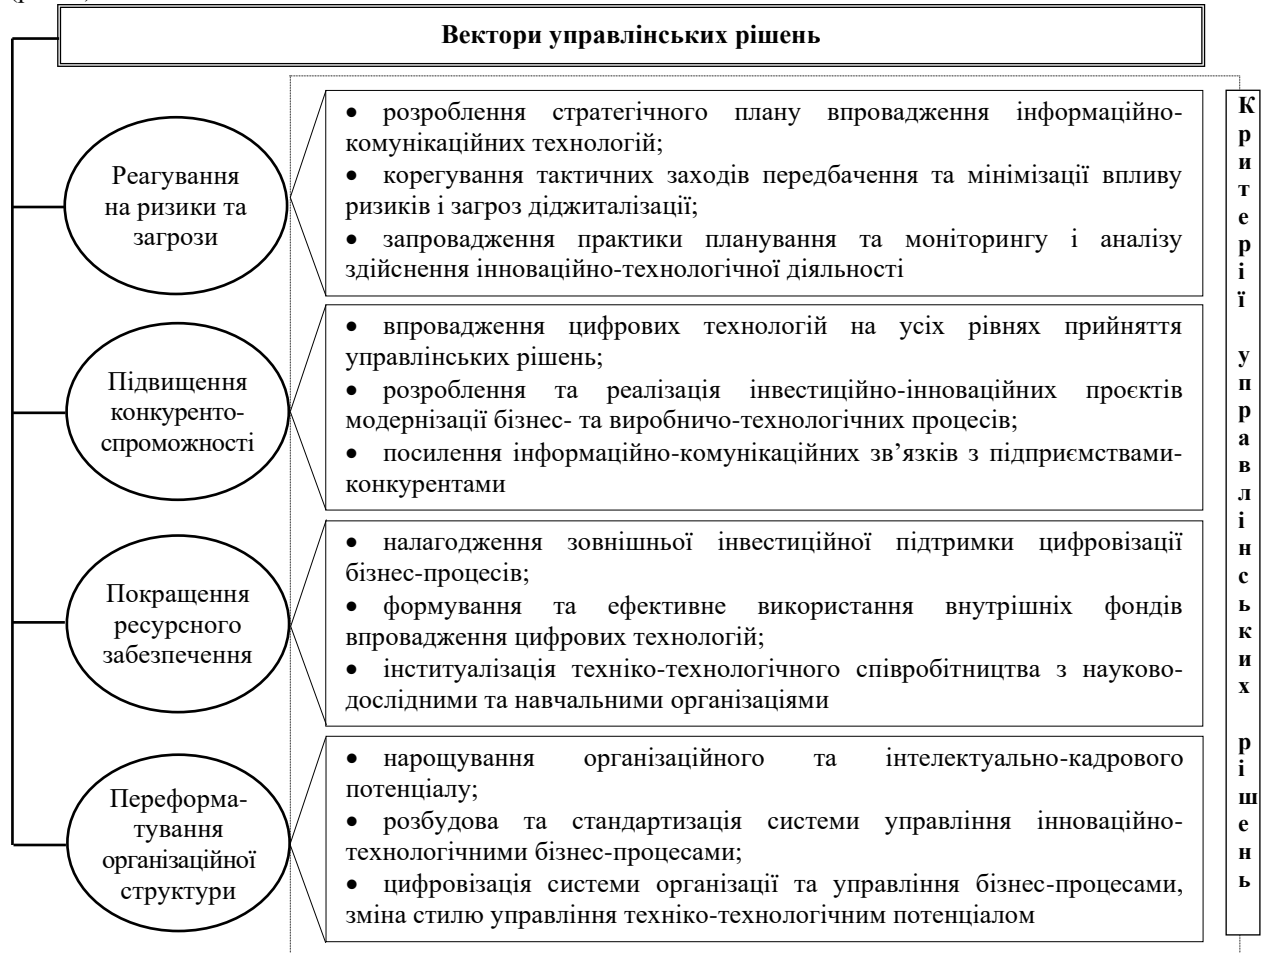 Вектори управлінських рішень
Реагування
на ризики та
загрози
• розроблення стратегічного плану впровадження інформаційно-
комунікаційних технологій;
• корегування тактичних заходів передбачення та мінімізації впливу
ризиків і загроз діджиталізації;
• запровадження практики планування та моніторингу і аналізу
здійснення інноваційно-технологічної діяльності
Підвищення
конкуренто-
спроможності
• впровадження цифрових технологій на усіх рівнях прийняття
управлінських рішень;
• розроблення та реалізація інвестиційно-інноваційних проєктів
модернізації бізнес- та виробничо-технологічних процесів;
• посилення інформаційно-комунікаційних зв’язків з підприємствами-
конкурентами
Покращення
ресурсного
забезпечення
• налагодження зовнішньої інвестиційної підтримки цифровізації
бізнес-процесів;
• формування та ефективне використання внутрішніх фондів
впровадження цифрових технологій;
• інституалізація техніко-технологічного співробітництва з науково-
дослідними та навчальними організаціями
Переформа-
тування
організаційної
структури
• нарощування організаційного та інтелектуально-кадрового
потенціалу;
• розбудова та стандартизація системи управління інноваційно-
технологічними бізнес-процесами;
• цифровізація системи організації та управління бізнес-процесами,
зміна стилю управління техніко-технологічним потенціалом
Критерії управлінських рішень